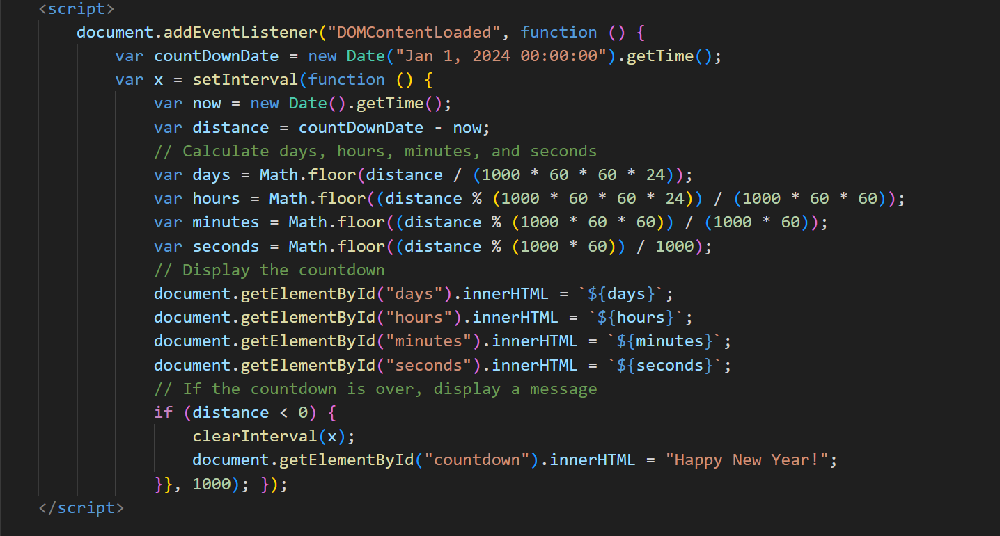 <script>
document.addEventListener("DOMContentLoaded", function () {
var countDownDate = new Date("Jan 1, 2024 00:00:00").getTime();
var x = setInterval(function () {
var now = new Date().getTime();
var distance = countDownDate - now;
// Calculate days, hours, minutes, and seconds
var days = Math.floor(distance / (1000 * 60 * 60 * 24));
var hours = Math.floor((distance % (1000 * 60 * 60 * 24)) / (1000 * 60 * 60));
var minutes = Math.floor((distance % (1000 * 60 * 60)) / (1000 * 60));
var seconds = Math.floor((distance % (1000 * 60)) / 1000);
// Display the countdown
document.getElementById("days").innerHTML = `${days}`;
document.getElementById("hours").innerHTML = `${hours}`;
document.getElementById("minutes").innerHTML = `${minutes}`;
document.getElementById("seconds").innerHTML = `${seconds}`;
// If the countdown is over, display a message
if (distance < 0) {
clearInterval(x);
document.getElementById("countdown").innerHTML = "Happy New Year!";
}}, 1000); });
</script>